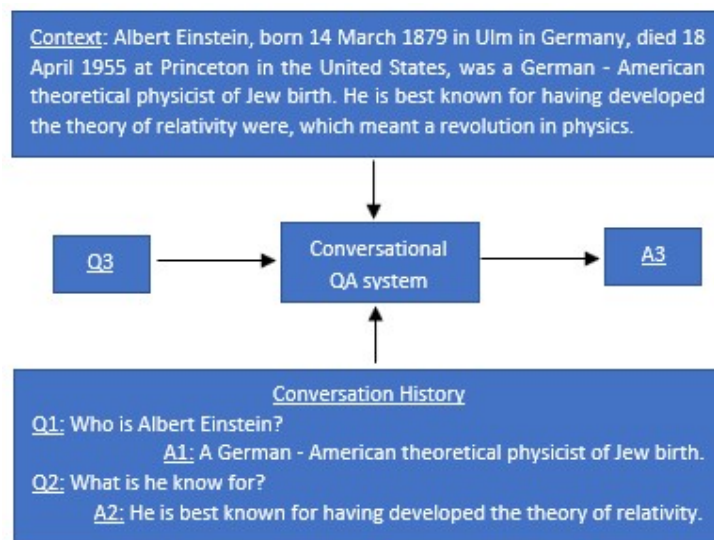 Context: Albert Einstein, born 14 March 1879 in Ulm in Germany, died 18
April 1955 at Princeton in the United States, was a German - American
theoretical physicist of Jew birth. He is best known for having developed
the theory of relativity were, which meant a revolution in physics.
Q3
Conversational
QA system
A3
Conversation History
Q1: Who is Albert Einstein?
A1: A German - American theoretical physicist of Jew birth.
Q2: What is he know for?
A2: He is best known for having developed the theory of relativity.